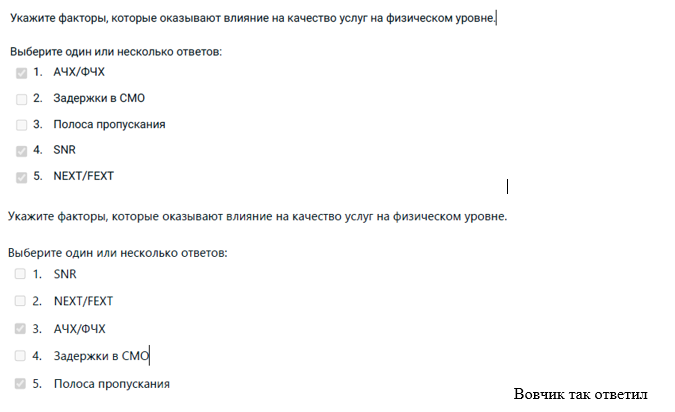 Укажите факторы, которые оказывают влияние на качество услуг на физическом уровне.
Выберите один или несколько ответов:
1. АЧХ/ФЧХ
2. Задержки в СМО
3. Полоса пропускания
4. SNR
5. NEXT/FEXT
Укажите факторы, которые оказывают влияние на качество услуг на физическом уровне.
Выберите один или несколько ответов:
1. SNR
2. NEXT/FEXT
3. АЧХ/ФЧХ
4. Задержки в СМО
5. Полоса пропускания
Вовчик так ответил